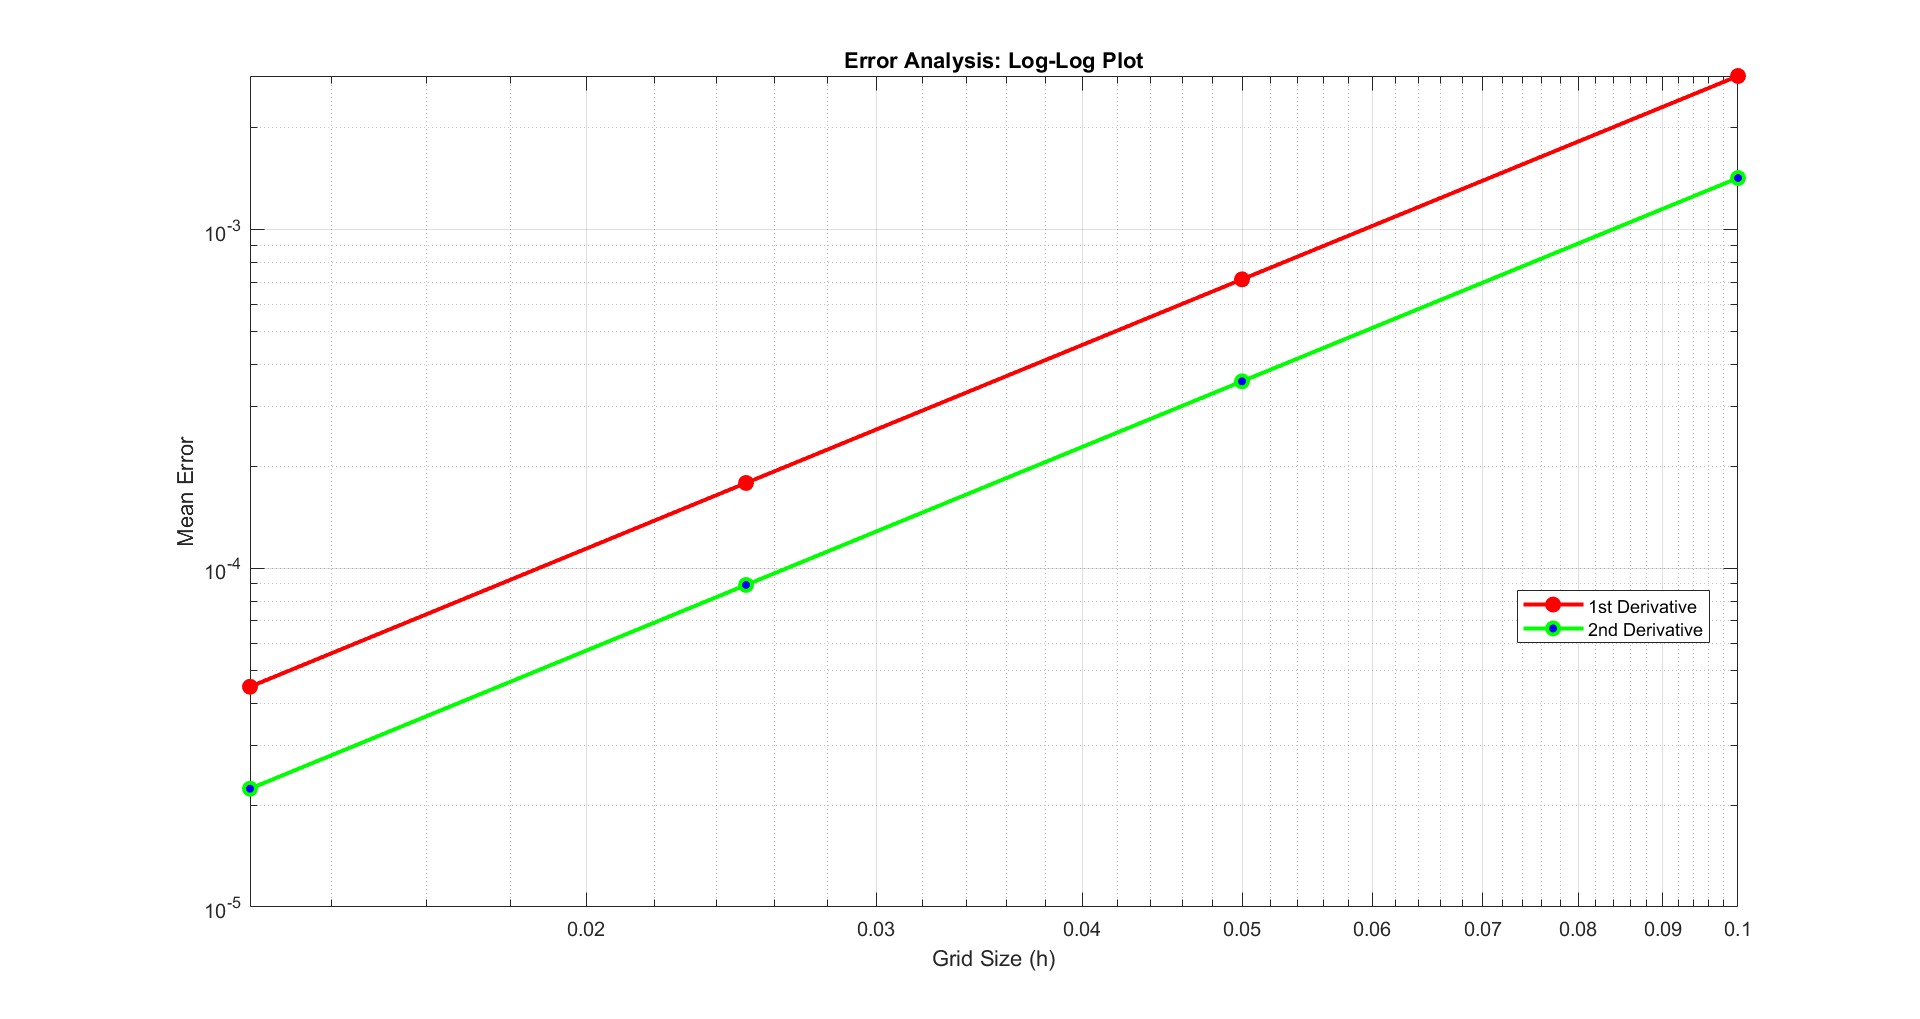 Error Analysis: Log-Log Plot
10^-3
10^-4
10^-5
Mean Error
1st Derivative
2nd Derivative
0.02 0.03 0.04 0.05 0.06 0.07 0.08 0.09 0.1
Grid Size (h)